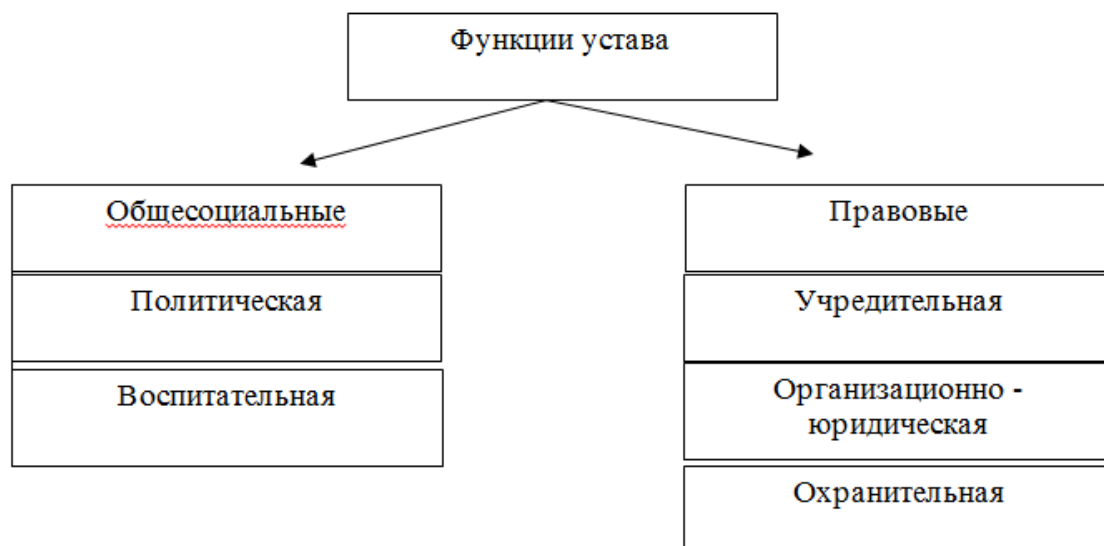 Функции устава
Общесоциальные
Политическая
Воспитательная
Правовые
Учредительная
Организационно -
юридическая
Охранительная